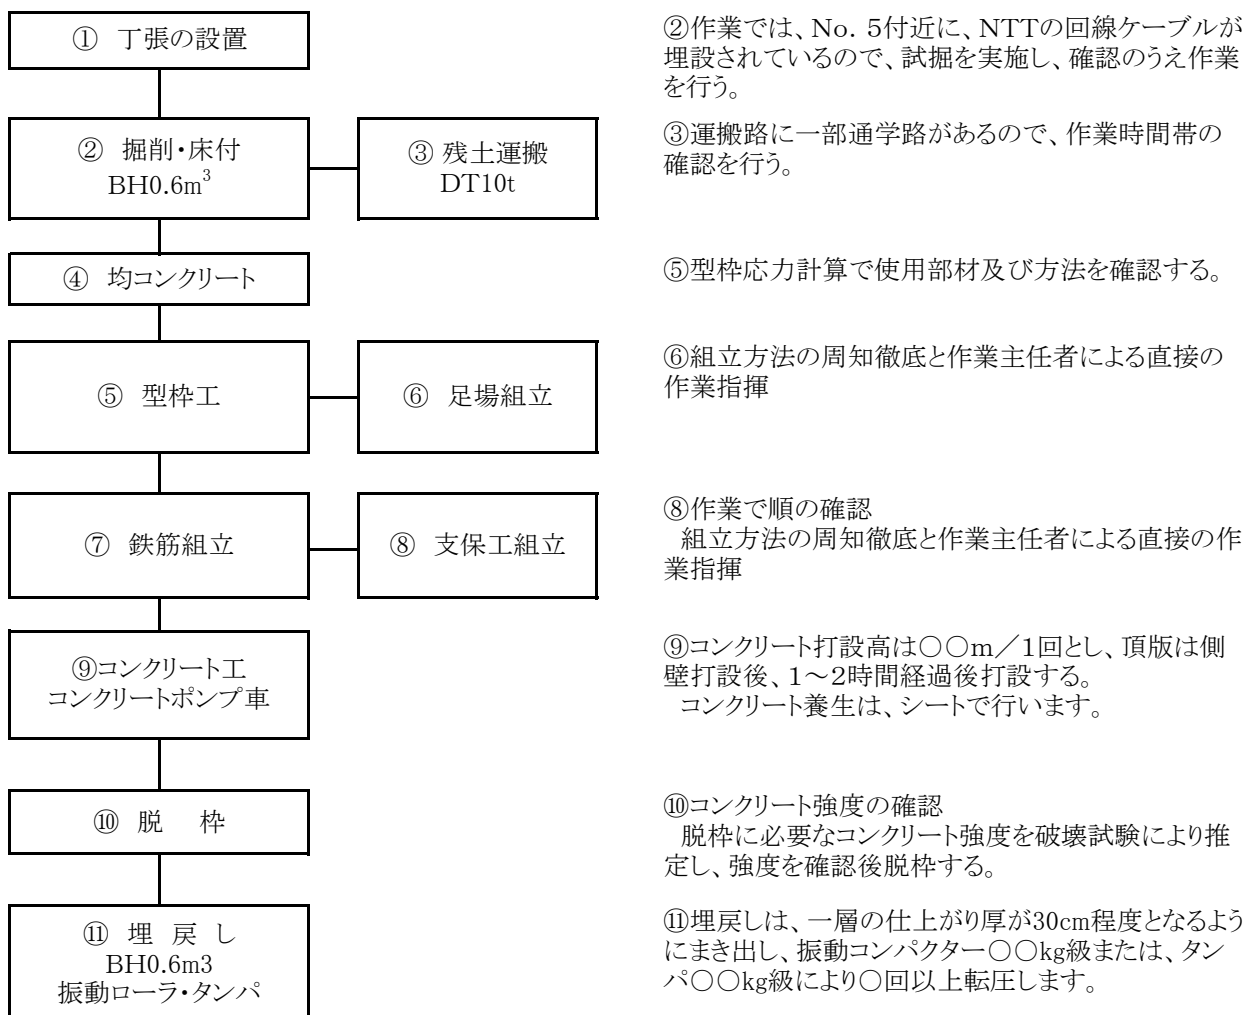 ① 丁張の設置
②作業では、No．5付近に、NTTの回線ケーブルが
埋設されているので、試掘を実施し、確認のうえ作業
を行う。
② 掘削・床付
BH0.6m³
③ 残土運搬
DT10t
③運搬路に一部通学路があるので、作業時間帯の
確認を行う。
④ 均コンクリート
⑤型枠応力計算で使用部材及び方法を確認する。
⑤ 型枠工
⑥ 足場組立
⑥組立方法の周知徹底と作業主任者による直接の
作業指揮
⑦ 鉄筋組立
⑧ 支保工組立
⑧作業で順の確認
組立方法の周知徹底と作業主任者による直接の作
業指揮
⑨コンクリート工
コンクリートポンプ車
⑨コンクリート打設高は〇〇m／1回とし、頂版は側
壁打設後、1～2時間経過後打設する。
コンクリート養生は、シートで行います。
⑩ 脱　枠
⑩コンクリート強度の確認
脱枠に必要なコンクリート強度を破壊試験により推
定し、強度を確認後脱枠する。
⑪ 埋 戻 し
BH0.6m3
振動ローラ・タンパ
⑪埋戻しは、一層の仕上がり厚が30cm程度となるよう
にまき出し、振動コンパクター〇〇kg級または、タン
パ〇〇kg級により〇回以上転圧します。